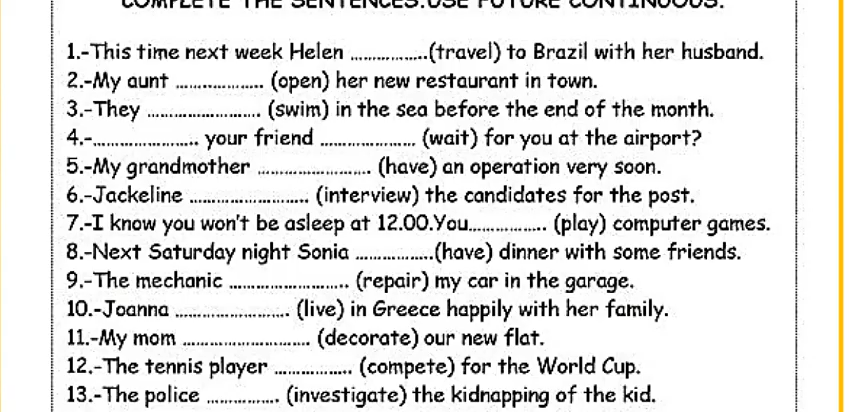 COMPLETE THE SENTENCES.USE FUTURE CONTINUOUS.
1.-This time next week Helen .................(travel) to Brazil with her husband.
2.-My aunt .................... (open) her new restaurant in town.
3.-They ......................... (swim) in the sea before the end of the month.
4.-........................ your friend ..................... (wait) for you at the airport?
5.-My grandmother ......................... (have) an operation very soon.
6.-Jackeline ........................... (interview) the candidates for the post.
7.-I know you won't be asleep at 12.00.You................. (play) computer games.
8.-Next Saturday night Sonia .................(have) dinner with some friends.
9.-The mechanic ........................... (repair) my car in the garage.
10.-Joanna .......................... (live) in Greece happily with her family.
11.-My mom ............................. (decorate) our new flat.
12.-The tennis player ................. (compete) for the World Cup.
13.-The police ................ (investigate) the kidnapping of the kid.